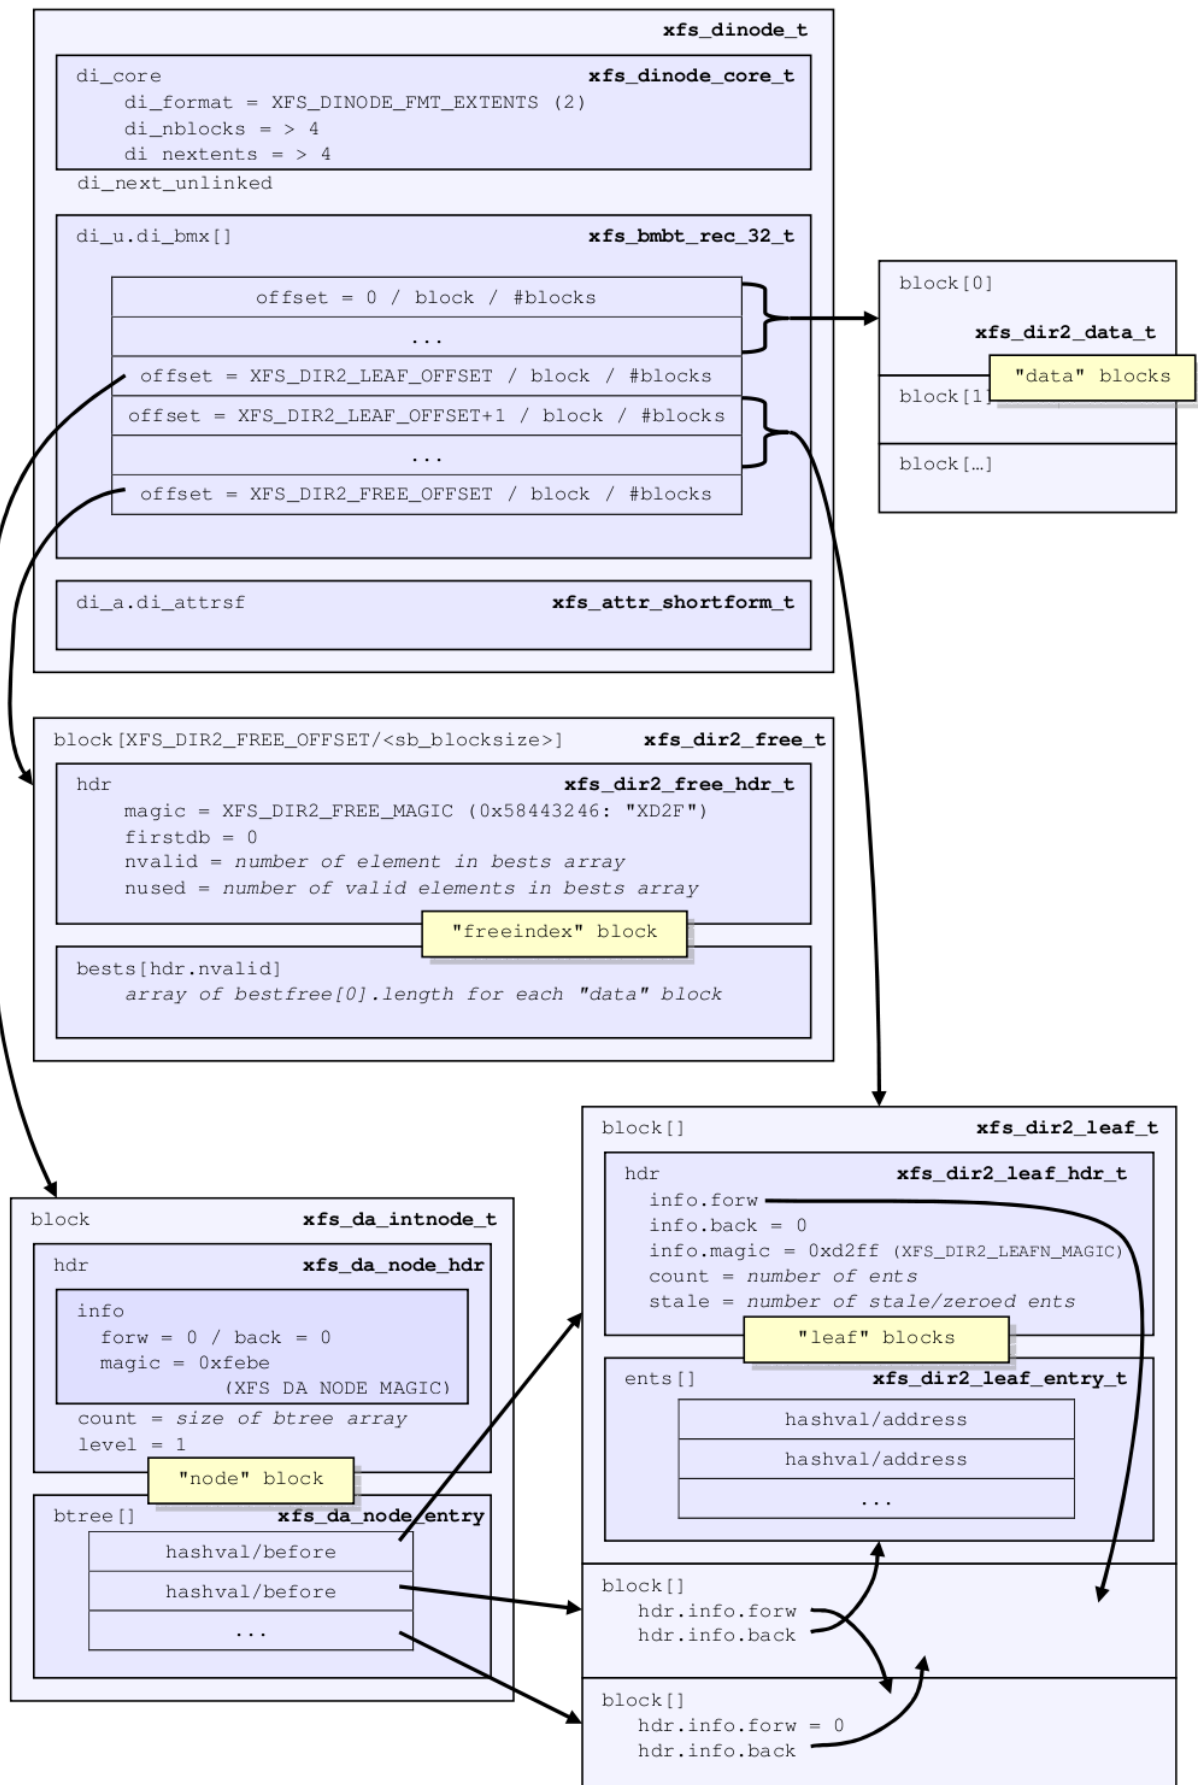 xfs_dinode_t
di_core xfs_dinode_core_t
di_format = XFS_DINODE_FMT_EXTENTS (2)
di_nblocks = > 4
di_nextents = > 4
di_next_unlinked
di_u.di_bmx[] xfs_bmbt_rec_32_t
offset = 0 / block / #blocks
...
offset = XFS_DIR2_LEAF_OFFSET / block / #blocks
offset = XFS_DIR2_LEAF_OFFSET+1 / block / #blocks
...
offset = XFS_DIR2_FREE_OFFSET / block / #blocks
di_a.di_attrsf xfs_attr_shortform_t
block[0]
xfs_dir2_data_t
"data" blocks
block[1]
block[…]
block[XFS_DIR2_FREE_OFFSET/<sb_blocksize>] xfs_dir2_free_t
hdr xfs_dir2_free_hdr_t
magic = XFS_DIR2_FREE_MAGIC (0x58443246: "XD2F")
firstdb = 0
nvalid = number of element in bests array
nused = number of valid elements in bests array
"freeindex" block
bests[hdr.nvalid]
array of bestfree[0].length for each "data" block
block xfs_da_intnode_t
hdr xfs_da_node_hdr
info
forw = 0 / back = 0
magic = 0xfebe
(XFS_DA_NODE_MAGIC)
count = size of btree array
level = 1
"node" block
btree[] xfs_da_node_entry
hashval/before
hashval/before
...
block[] xfs_dir2_leaf_t
hdr xfs_dir2_leaf_hdr_t
info.forw
info.back = 0
info.magic = 0xd2ff (XFS_DIR2_LEAFN_MAGIC)
count = number of ents
stale = number of stale/zeroed ents
"leaf" blocks
ents[] xfs_dir2_leaf_entry_t
hashval/address
hashval/address
...
block[]
hdr.info.forw
hdr.info.back
block[]
hdr.info.forw = 0
hdr.info.back